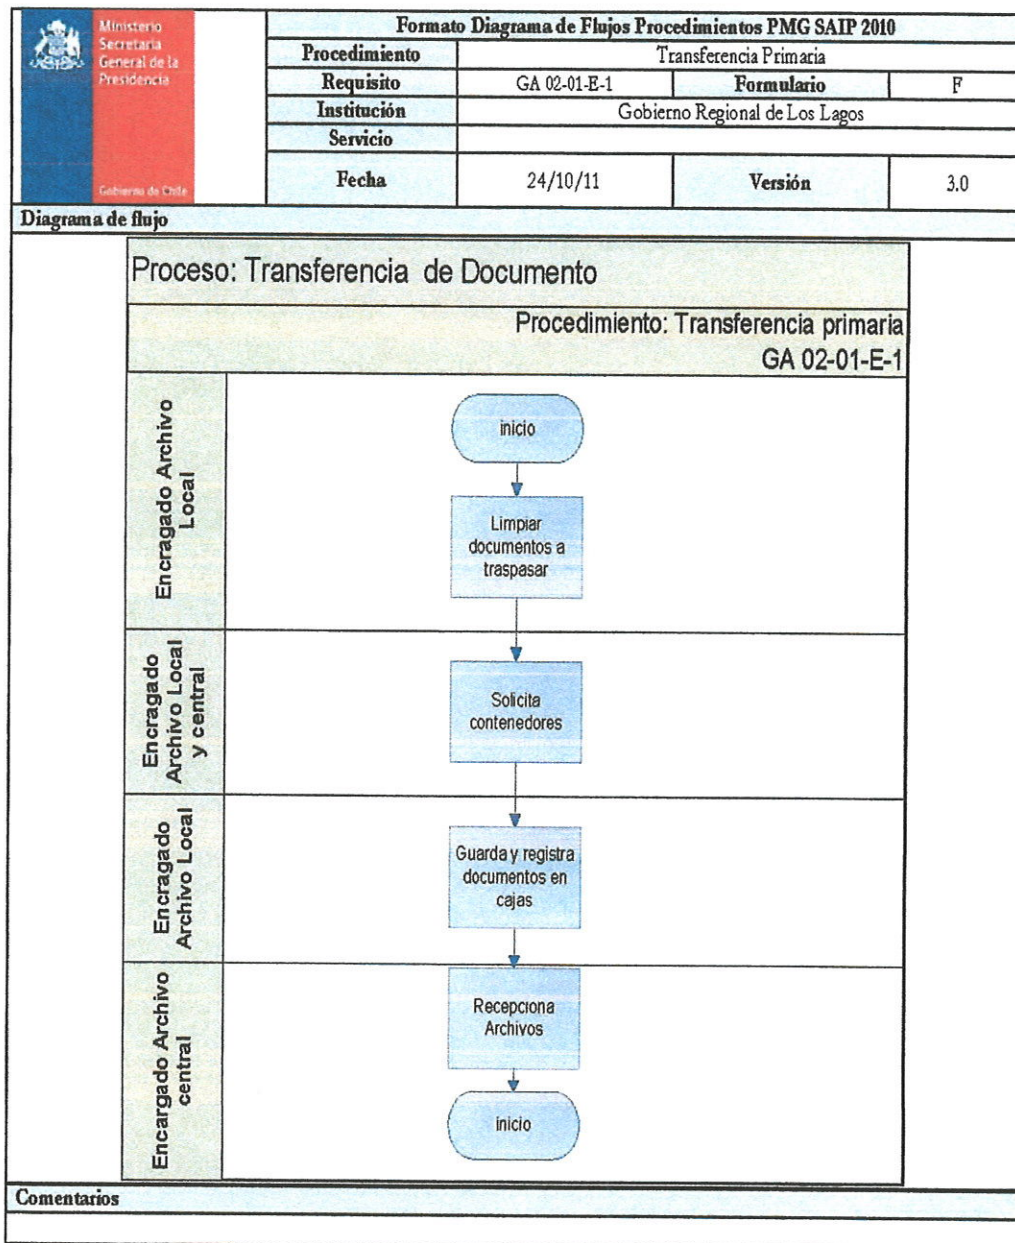 Ministerio
Secretaría
General de la
Presidencia
Gobierno de Chile
Formato Diagrama de Flujos Procedimientos PMG SAIP 2010
Procedimiento Transferencia Primaria
Requisito GA 02-01-E-1 Formulario F
Institución Gobierno Regional de Los Lagos
Servicio
Fecha 24/10/11 Versión 3.0
Diagrama de flujo
Proceso: Transferencia de Documento
Procedimiento: Transferencia primaria
GA 02-01-E-1
Encragado Archivo
Local
inicio
Limpiar
documentos a
traspasar
Encragado
Archivo Local
y central
Solicita
contenedores
Encragado
Archivo Local
Guarda y registra
documentos en
cajas
Encargado Archivo
central
Recepciona
Archivos
inicio
Comentarios